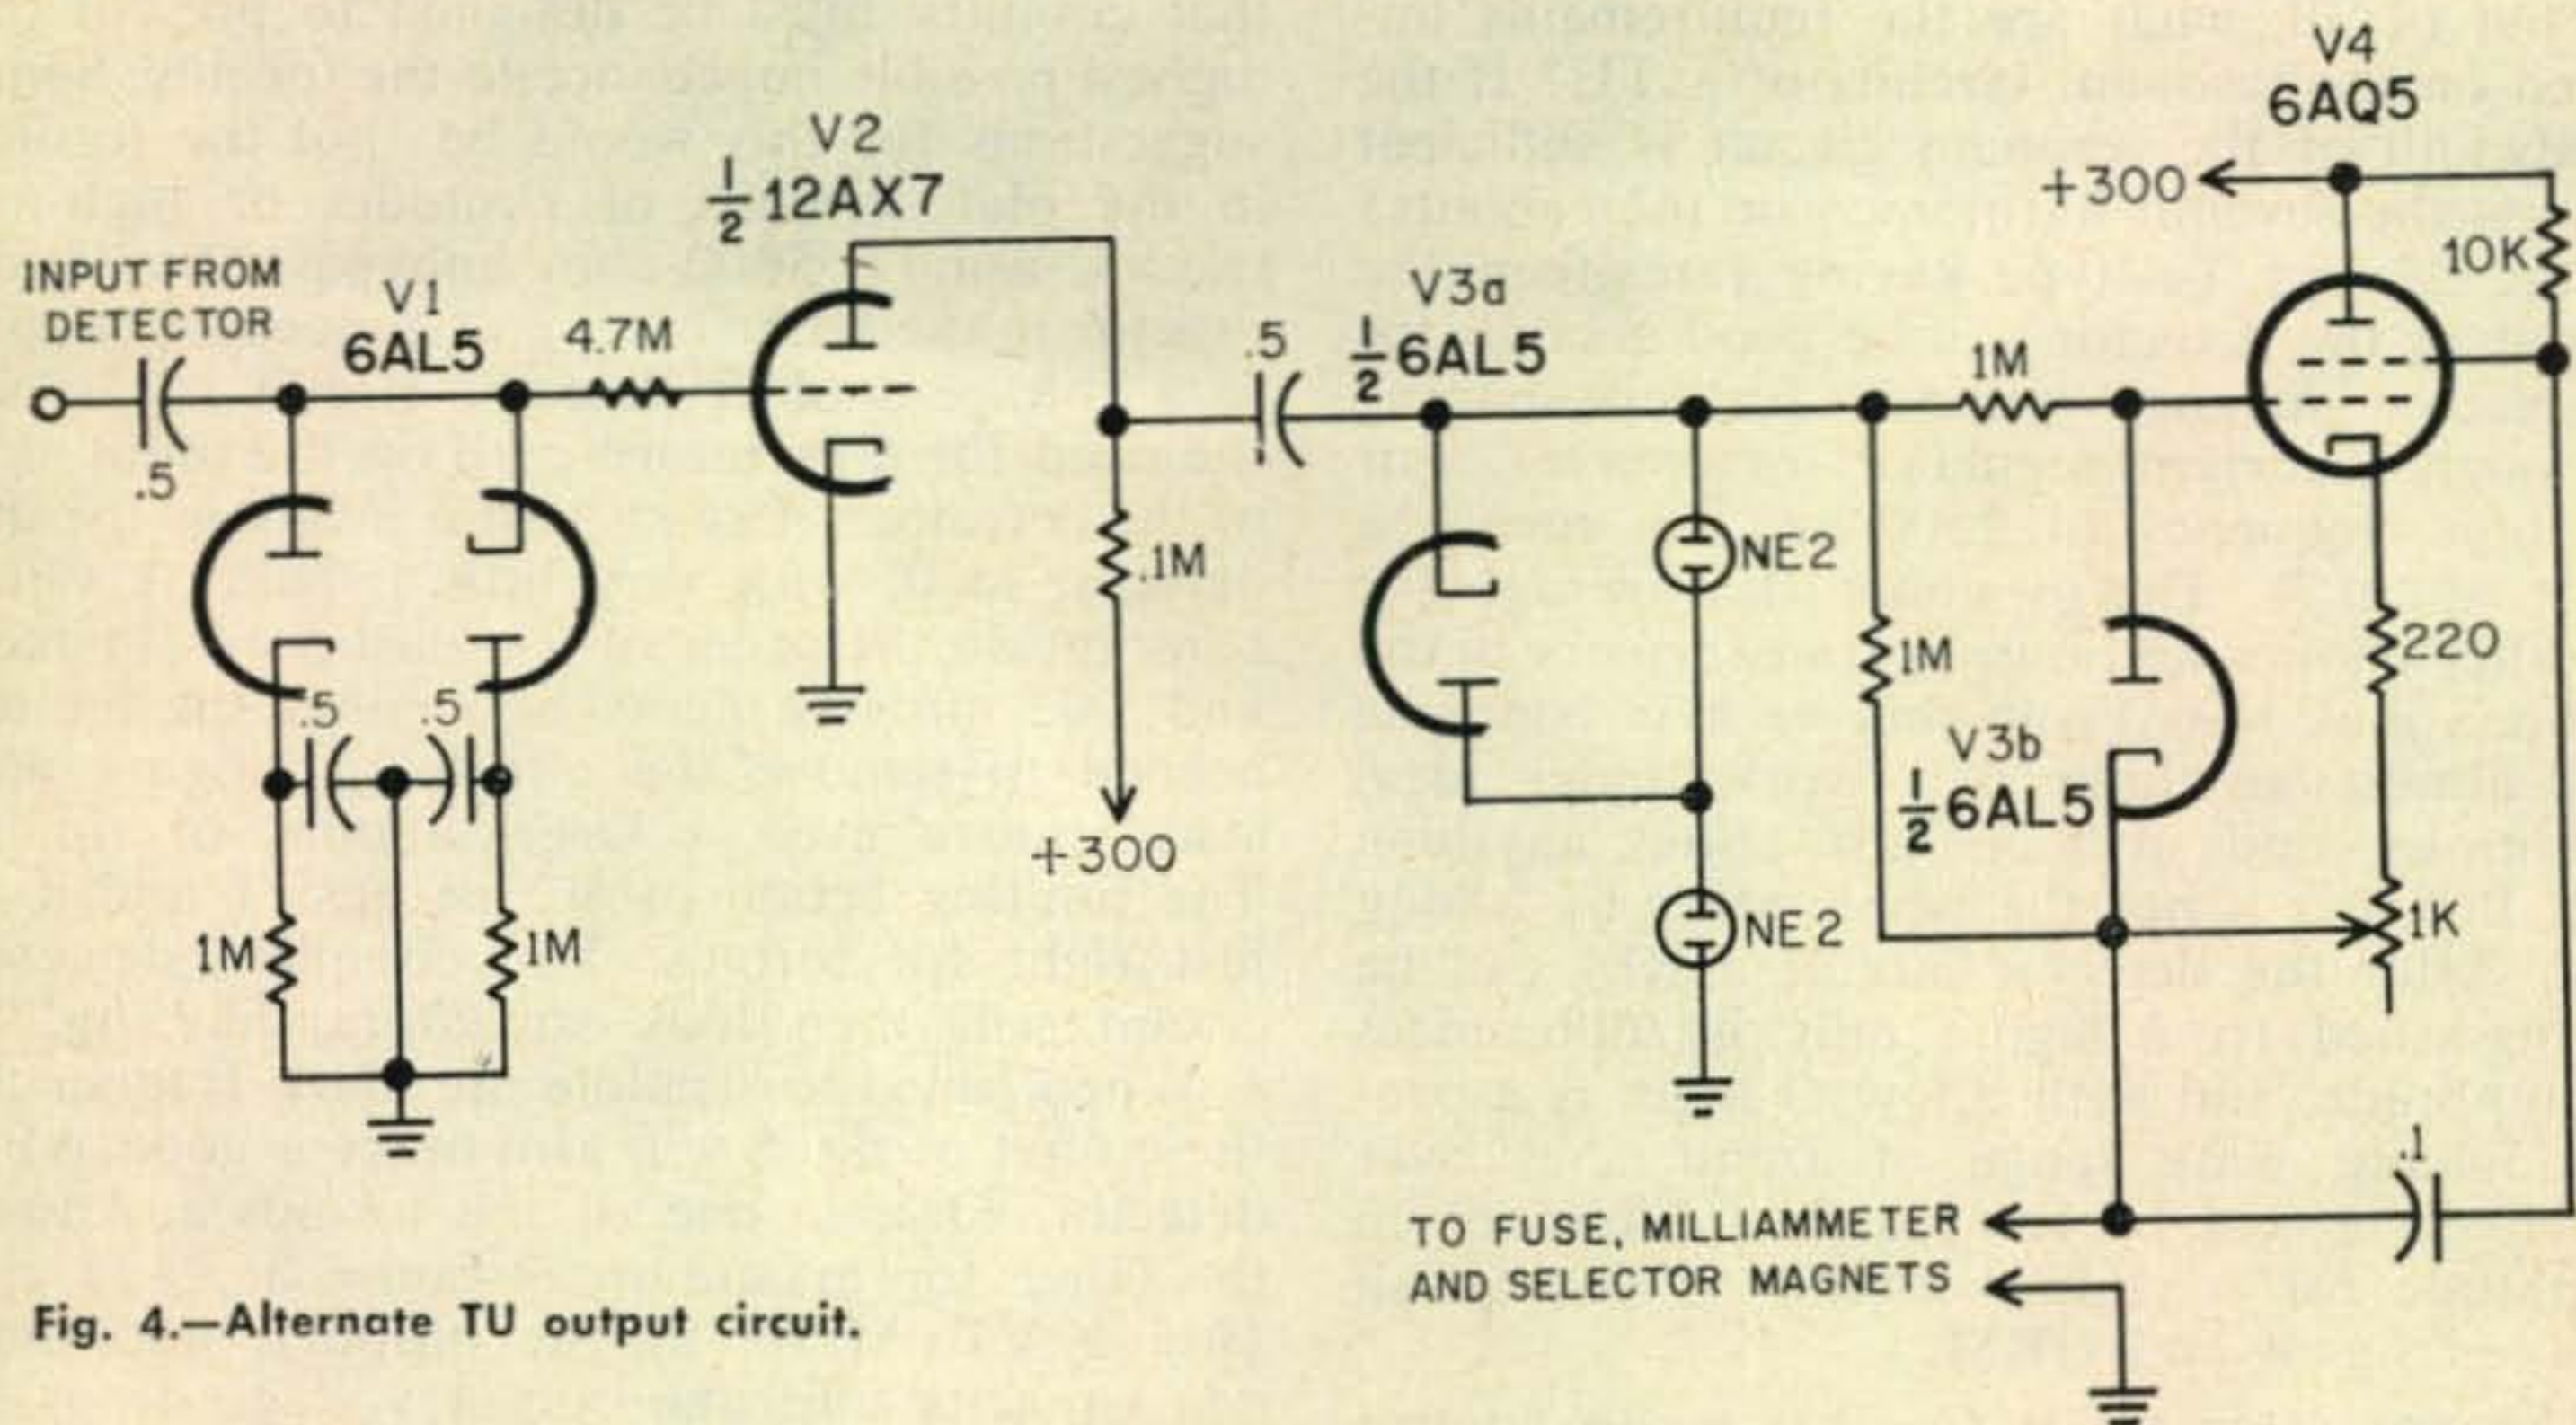 V4
6AQ5
+300
10K
V2
1/2 12AX7
INPUT FROM
DETECTOR
V1
6AL5
4.7M
.5
.5
V3a
1/2 6AL5
1M
NE2
.1M
1M
220
.5 .5
V3b
1/2 6AL5
+300
1M
1M
NE2
1K
.1
TO FUSE, MILLIAMMETER
AND SELECTOR MAGNETS
Fig. 4.—Alternate TU output circuit.